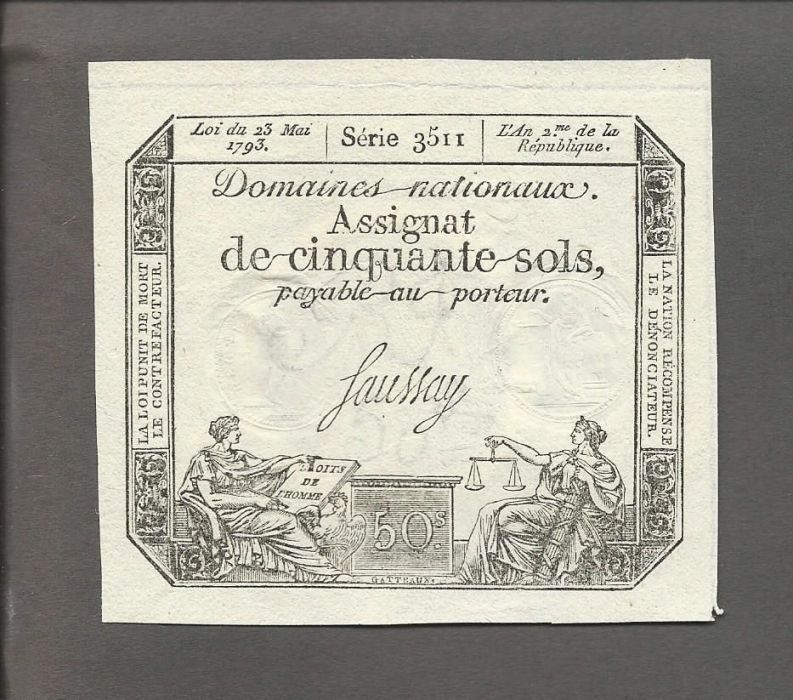 Loi du 23 Mai
1793.
Série 3511
L'An 2.me de la
République.
Domaines nationaux.
Assignat
de cinquante sols,
payable au porteur.
LA LOI PUNIT DE MORT
LE CONTREFACTEUR.
LA NATION RÉCOMPENSE
LE DÉNONCIATEUR.
Saussay
DROITS
DE
L'HOMME
50.s
GATTEAUX.